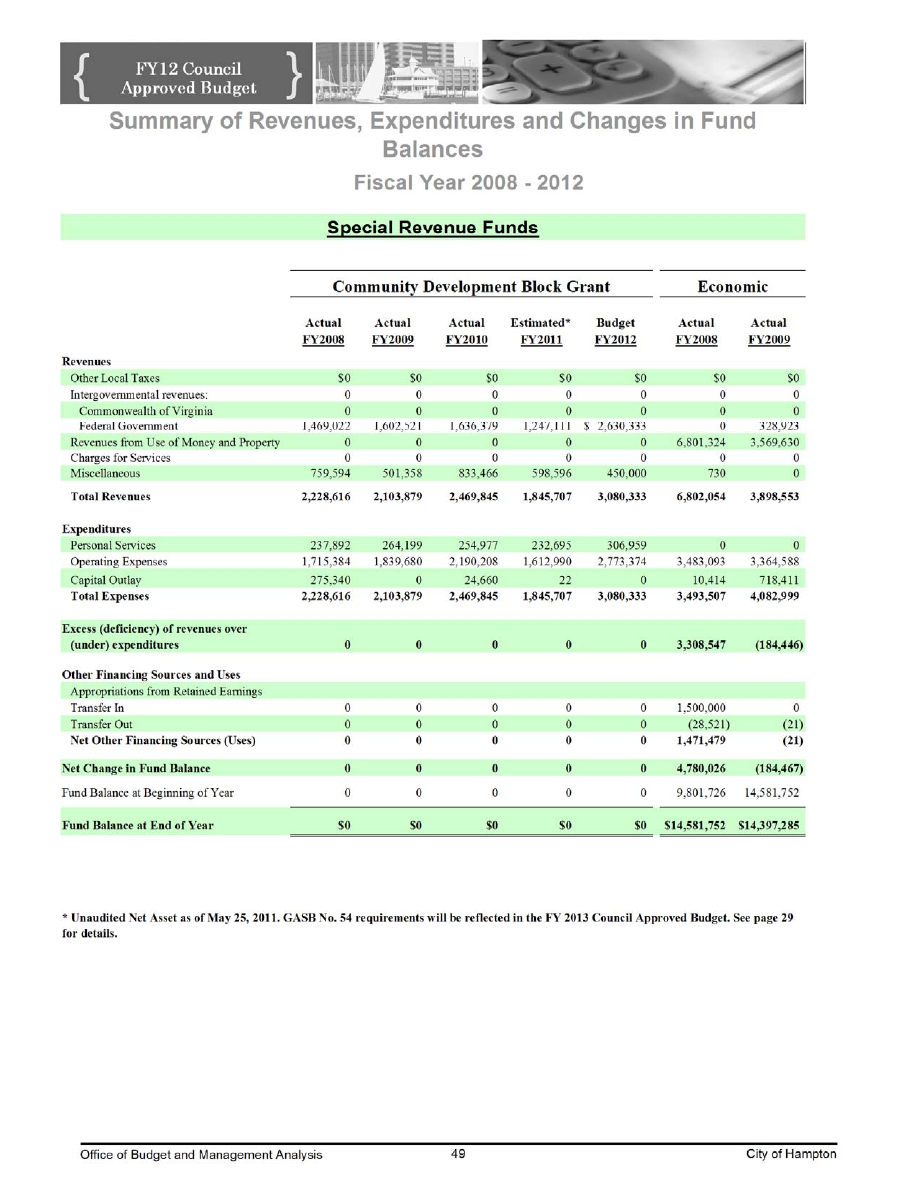 FY12 Council
Approved Budget
Summary of Revenues, Expenditures and Changes in Fund
Balances
Fiscal Year 2008 - 2012
Special Revenue Funds
Community Development Block Grant Economic
Actual Actual Actual Estimated* Budget Actual Actual
FY2008 FY2009 FY2010 FY2011 FY2012 FY2008 FY2009
Revenues
Other Local Taxes $0 $0 $0 $0 $0 $0 $0
Intergovernmental revenues: 0 0 0 0 0 0 0
Commonwealth of Virginia 0 0 0 0 0 0 0
Federal Government 1,469,022 1,602,521 1,636,379 1,247,111 $ 2,630,333 0 328,923
Revenues from Use of Money and Property 0 0 0 0 0 6,801,324 3,569,630
Charges for Services 0 0 0 0 0 0 0
Miscellaneous 759,594 501,358 833,466 598,596 450,000 730 0
Total Revenues 2,228,616 2,103,879 2,469,845 1,845,707 3,080,333 6,802,054 3,898,553
Expenditures
Personal Services 237,892 264,199 254,977 232,695 306,959 0 0
Operating Expenses 1,715,384 1,839,680 2,190,208 1,612,990 2,773,374 3,483,093 3,364,588
Capital Outlay 275,340 0 24,660 22 0 10,414 718,411
Total Expenses 2,228,616 2,103,879 2,469,845 1,845,707 3,080,333 3,493,507 4,082,999
Excess (deficiency) of revenues over
(under) expenditures 0 0 0 0 0 3,308,547 (184,446)
Other Financing Sources and Uses
Appropriations from Retained Earnings
Transfer In 0 0 0 0 0 1,500,000 0
Transfer Out 0 0 0 0 0 (28,521) (21)
Net Other Financing Sources (Uses) 0 0 0 0 0 1,471,479 (21)
Net Change in Fund Balance 0 0 0 0 0 4,780,026 (184,467)
Fund Balance at Beginning of Year 0 0 0 0 0 9,801,726 14,581,752
Fund Balance at End of Year $0 $0 $0 $0 $0 $14,581,752 $14,397,285
* Unaudited Net Asset as of May 25, 2011. GASB No. 54 requirements will be reflected in the FY 2013 Council Approved Budget. See page 29
for details.
Office of Budget and Management Analysis 49 City of Hampton